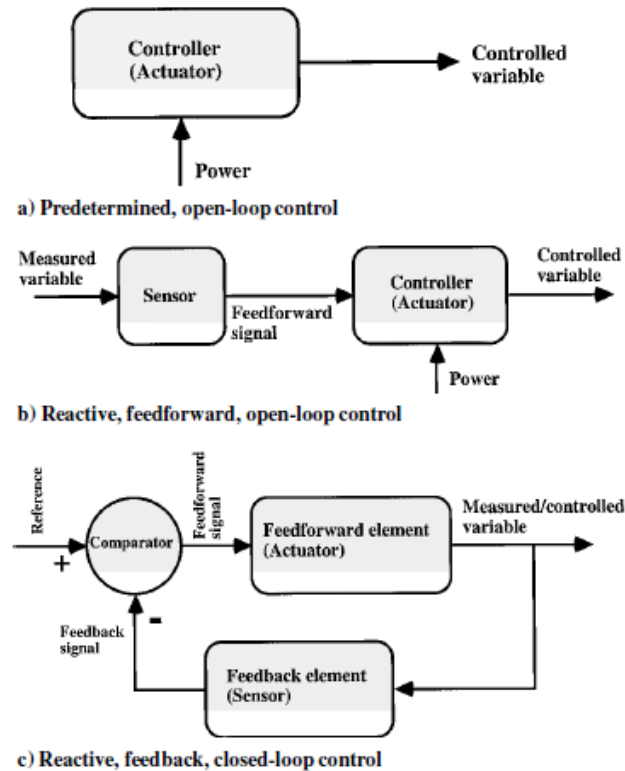 Controller
(Actuator)
Controlled
variable
Power
a) Predetermined, open-loop control
Measured
variable
Sensor
Feedforward
signal
Controller
(Actuator)
Controlled
variable
Power
b) Reactive, feedforward, open-loop control
Reference
+
Comparator
Feedforward
signal
Feedforward element
(Actuator)
Measured/controlled
variable
-
Feedback
signal
Feedback element
(Sensor)
c) Reactive, feedback, closed-loop control